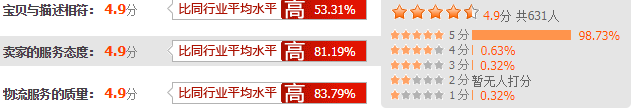 宝贝与描述相符： 4.9分 比同行业平均水平 高 53.31%
卖家的服务态度： 4.9分 比同行业平均水平 高 81.19%
物流服务的质量： 4.9分 比同行业平均水平 高 83.79%
4.9分 共631人
5 分 98.73%
4 分 0.63%
3 分 0.32%
2 分 暂无人打分
1 分 0.32%